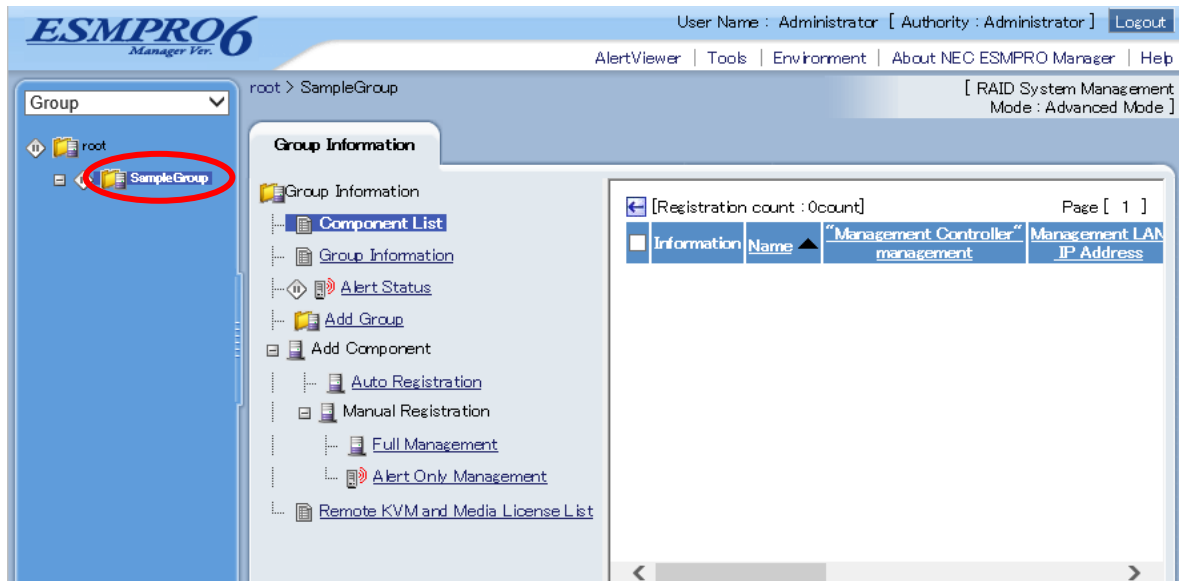 ESMPRO6
Manager Ver.
User Name : Administrator [ Authority : Administrator ] Logout
AlertViewer | Tools | Environment | About NEC ESMPRO Manager | Help
Group
root > SampleGroup
[ RAID System Management
Mode : Advanced Mode ]
root
SampleGroup
Group Information
Group Information
Component List
Group Information
Alert Status
Add Group
Add Component
Auto Registration
Manual Registration
Full Management
Alert Only Management
Remote KVM and Media License List
[Registration count : 0count] Page [ 1 ]
Information Name ▲ "Management Controller" Management LAN
management IP Address